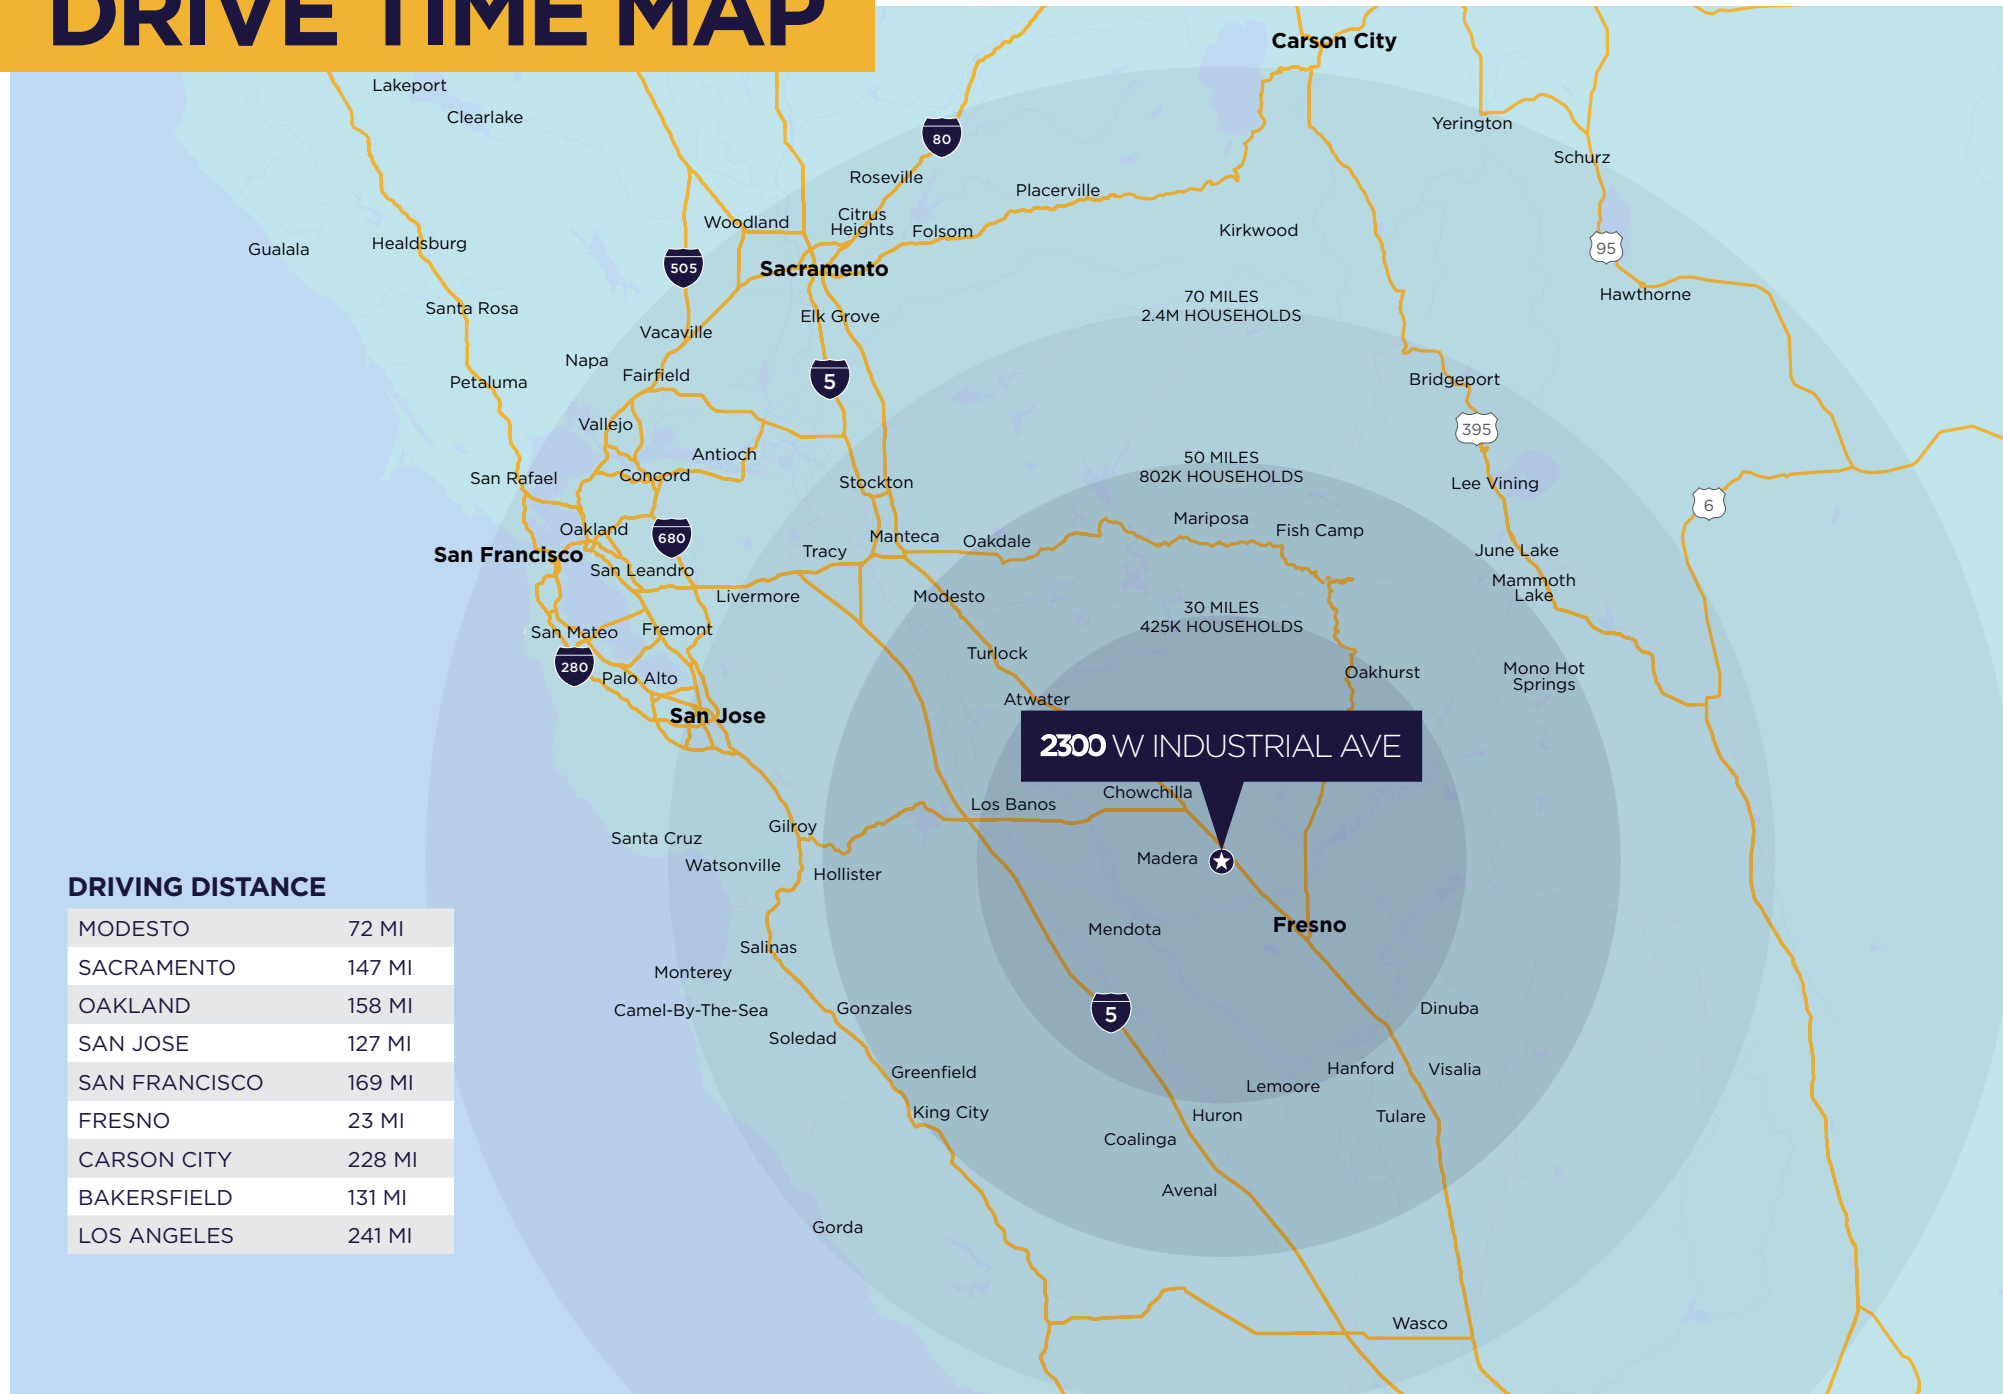 DRIVE TIME MAP
Carson City
Lakeport
Clearlake
Yerington
80
Schurz
Roseville
Placerville
Woodland
Citrus
Heights
Folsom
Kirkwood
Gualala
Healdsburg
95
505
Sacramento
Hawthorne
70 MILES
2.4M HOUSEHOLDS
Santa Rosa
Elk Grove
Vacaville
Napa
Fairfield
5
Petaluma
Bridgeport
Vallejo
395
Antioch
50 MILES
802K HOUSEHOLDS
San Rafael
Concord
Stockton
Lee Vining
6
Mariposa
Fish Camp
Oakland
680
Manteca
Oakdale
San Francisco
Tracy
June Lake
San Leandro
Mammoth
Lake
Livermore
Modesto
30 MILES
425K HOUSEHOLDS
San Mateo
Fremont
Turlock
280
Palo Alto
Oakhurst
Mono Hot
Springs
Atwater
San Jose
2300 W INDUSTRIAL AVE
Chowchilla
Los Banos
Gilroy
Santa Cruz
Watsonville
Hollister
Madera
Fresno
Mendota
Salinas
Monterey
Camel-By-The-Sea
Gonzales
5
Dinuba
Soledad
Greenfield
Hanford
Visalia
Lemoore
King City
Huron
Tulare
Coalinga
Avenal
Gorda
Wasco
DRIVING DISTANCE
MODESTO 72 MI
SACRAMENTO 147 MI
OAKLAND 158 MI
SAN JOSE 127 MI
SAN FRANCISCO 169 MI
FRESNO 23 MI
CARSON CITY 228 MI
BAKERSFIELD 131 MI
LOS ANGELES 241 MI